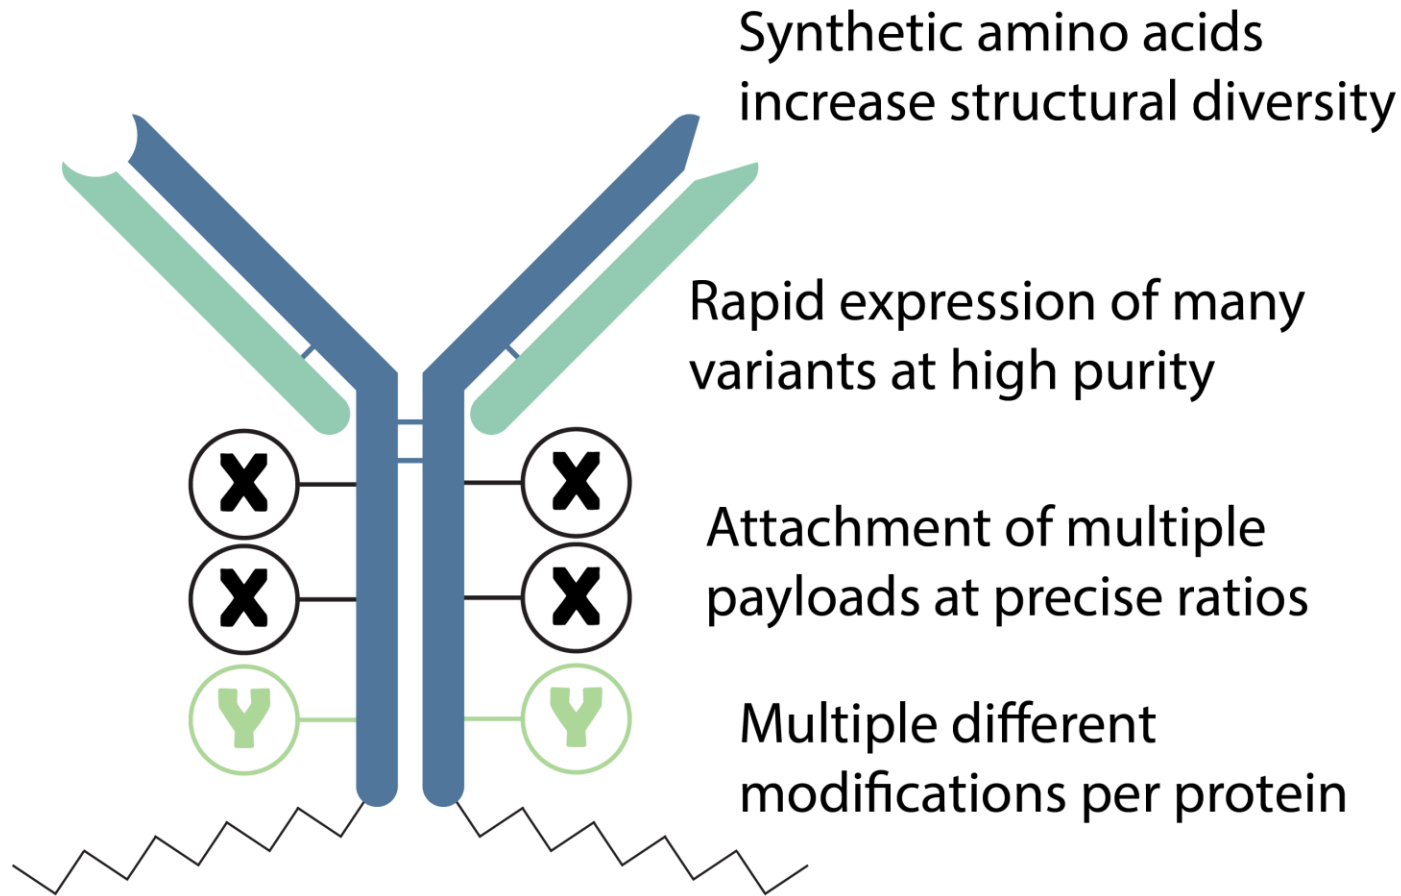 Synthetic amino acids
increase structural diversity
Rapid expression of many
variants at high purity
X X
Attachment of multiple
payloads at precise ratios
X X
Y Y
Multiple different
modifications per protein